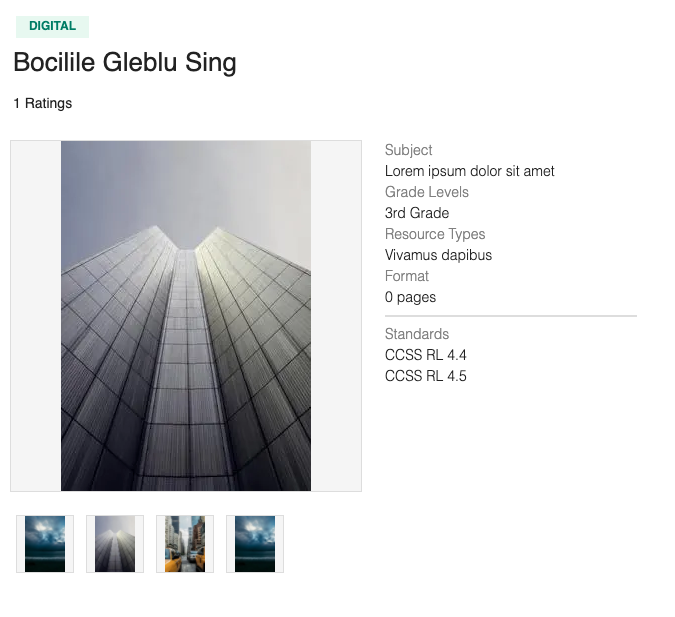 DIGITAL
Bocilile Gleblu Sing
1 Ratings
Subject
Lorem ipsum dolor sit amet
Grade Levels
3rd Grade
Resource Types
Vivamus dapibus
Format
0 pages
Standards
CCSS RL 4.4
CCSS RL 4.5